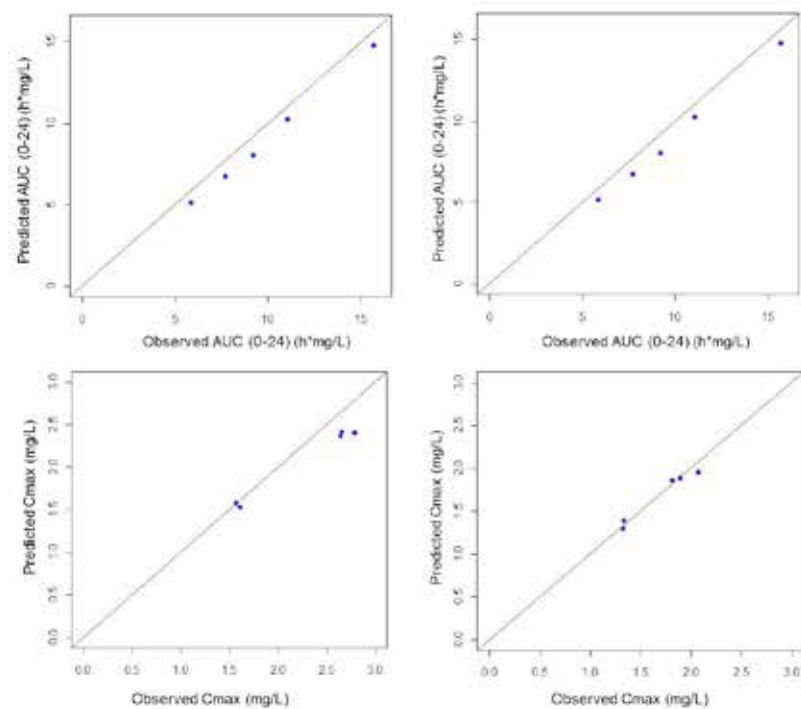 Predicted AUC (0-24) (h*mg/L)
15
10
5
0
0 5 10 15
Observed AUC (0-24) (h*mg/L)
Predicted AUC (0-24) (h*mg/L)
15
10
5
0
0 5 10 15
Observed AUC (0-24) (h*mg/L)
Predicted Cmax (mg/L)
3.0
2.5
2.0
1.5
1.0
0.5
0.0
0.0 0.5 1.0 1.5 2.0 2.5 3.0
Observed Cmax (mg/L)
Predicted Cmax (mg/L)
3.0
2.5
2.0
1.5
1.0
0.5
0.0
0.0 0.5 1.0 1.5 2.0 2.5 3.0
Observed Cmax (mg/L)